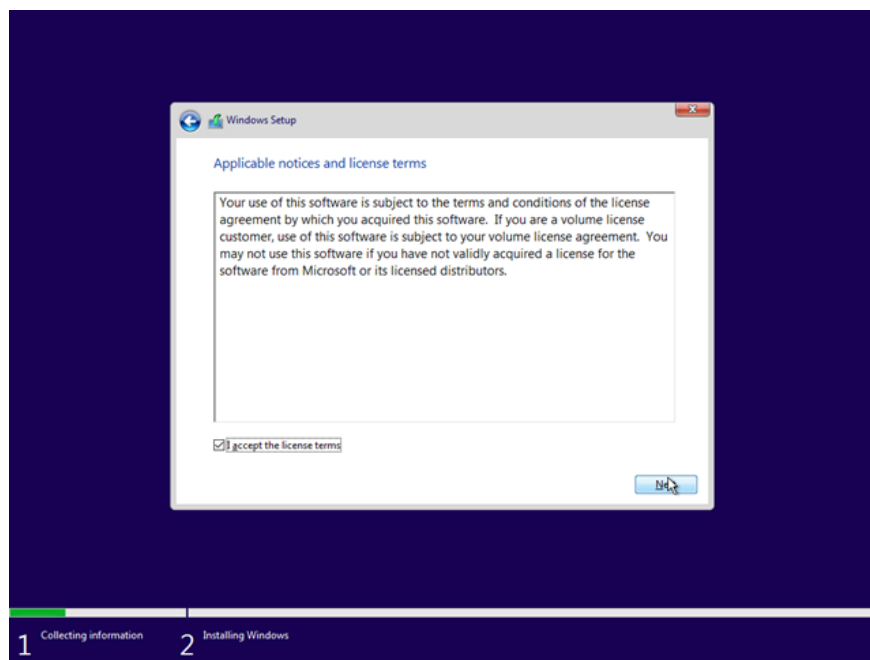 Windows Setup
Applicable notices and license terms
Your use of this software is subject to the terms and conditions of the license
agreement by which you acquired this software.  If you are a volume license
customer, use of this software is subject to your volume license agreement.  You
may not use this software if you have not validly acquired a license for the
software from Microsoft or its licensed distributors.
I accept the license terms
1 Collecting information
2 Installing Windows